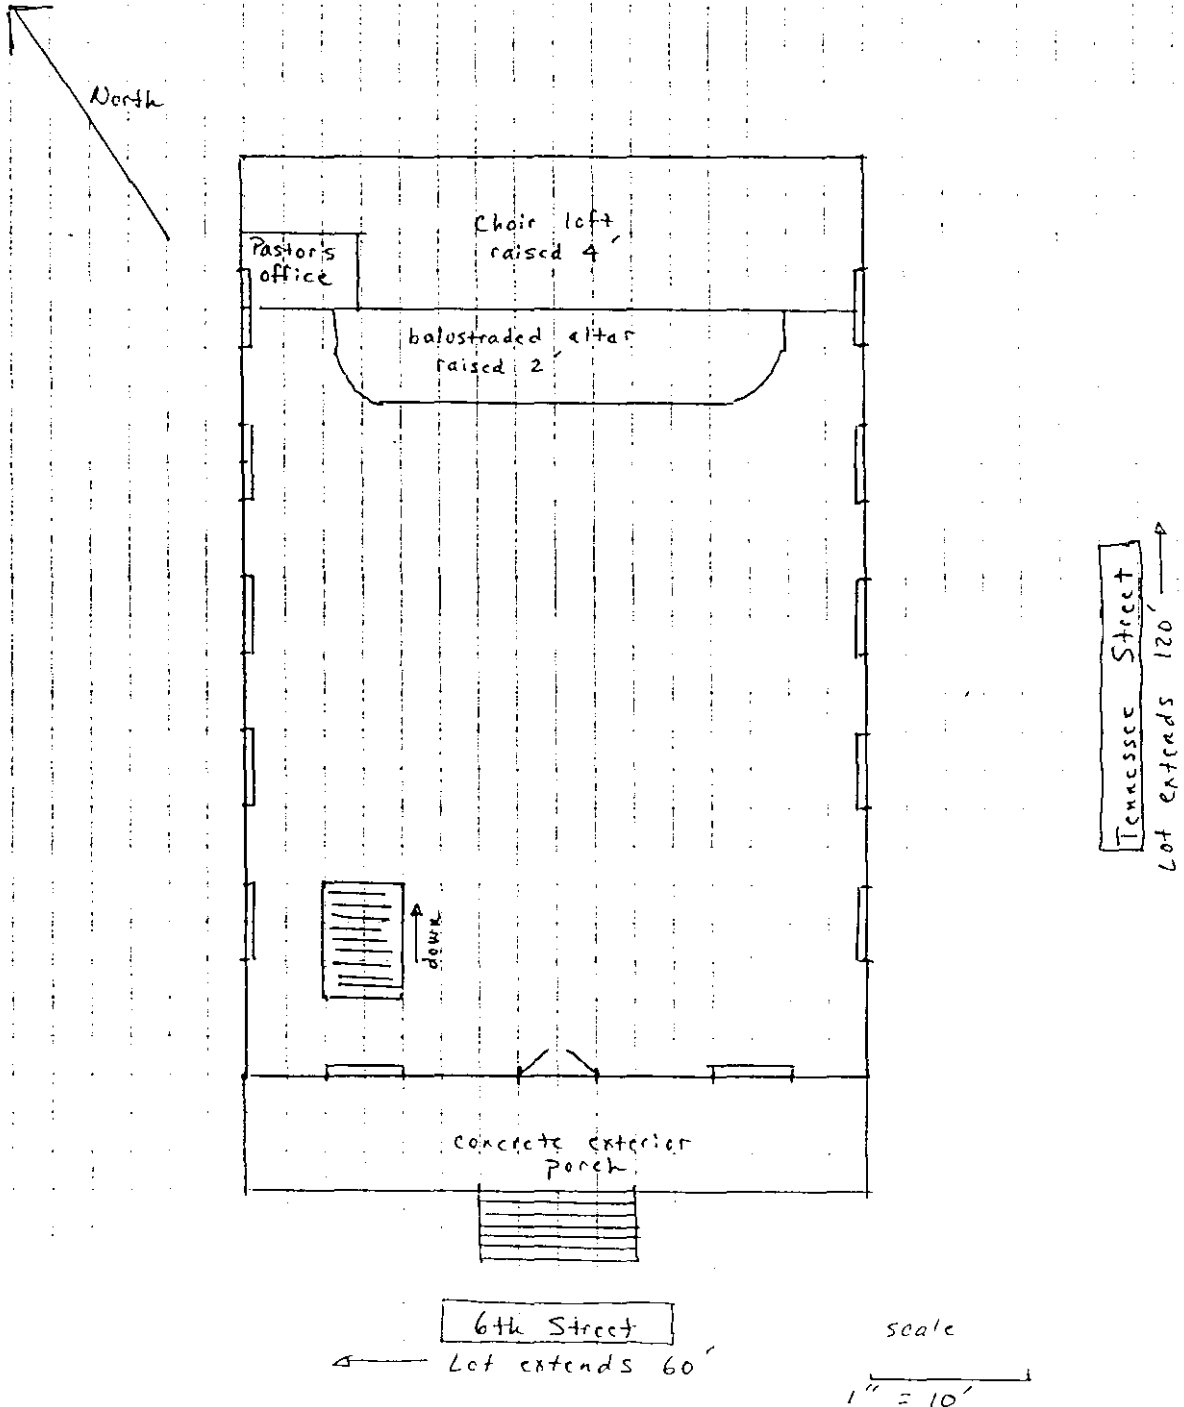 North
Choir loft
raised 4'
Pastor's
office
balustraded altar
raised 2'
down
Tennessee Street
Lot extends 120'
concrete exterior
porch
6th Street
Lot extends 60'
scale
1" = 10'